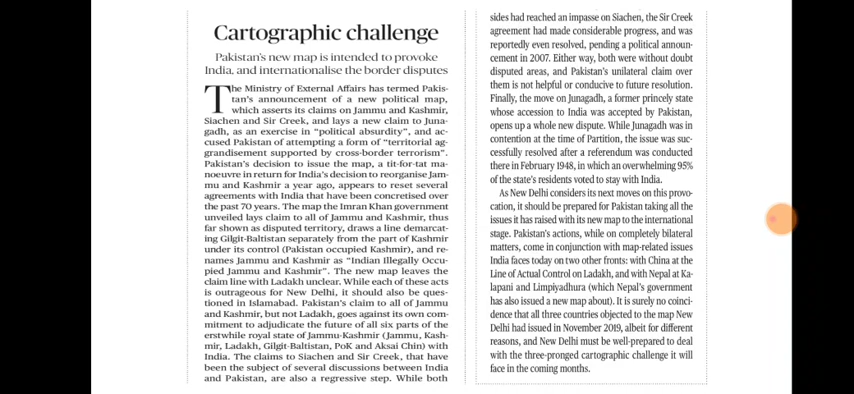 Cartographic challenge
Pakistan's new map is intended to provoke
India, and internationalise the border disputes
The Ministry of External Affairs has termed Pakis-
tan's announcement of a new political map,
which asserts its claims on Jammu and Kashmir,
Siachen and Sir Creek, and lays a new claim to Juna-
gadh, as an exercise in “political absurdity”, and ac-
cused Pakistan of attempting a form of “territorial ag-
grandisement supported by cross-border terrorism”.
Pakistan's decision to issue the map, a tit-for-tat ma-
noeuvre in return for India's decision to reorganise Jam-
mu and Kashmir a year ago, appears to reset several
agreements with India that have been concretised over
the past 70 years. The map the Imran Khan government
unveiled lays claim to all of Jammu and Kashmir, thus
far shown as disputed territory, draws a line demarcat-
ing Gilgit-Baltistan separately from the part of Kashmir
under its control (Pakistan occupied Kashmir), and re-
names Jammu and Kashmir as “Indian Illegally Occu-
pied Jammu and Kashmir”. The new map leaves the
claim line with Ladakh unclear. While each of these acts
is outrageous for New Delhi, it should also be ques-
tioned in Islamabad. Pakistan's claim to all of Jammu
and Kashmir, but not Ladakh, goes against its own com-
mitment to adjudicate the future of all six parts of the
erstwhile royal state of Jammu-Kashmir (Jammu, Kash-
mir, Ladakh, Gilgit-Baltistan, PoK and Aksai Chin) with
India. The claims to Siachen and Sir Creek, that have
been the subject of several discussions between India
and Pakistan, are also a regressive step. While both
sides had reached an impasse on Siachen, the Sir Creek
agreement had made considerable progress, and was
reportedly even resolved, pending a political announ-
cement in 2007. Either way, both were without doubt
disputed areas, and Pakistan's unilateral claim over
them is not helpful or conducive to future resolution.
Finally, the move on Junagadh, a former princely state
whose accession to India was accepted by Pakistan,
opens up a whole new dispute. While Junagadh was in
contention at the time of Partition, the issue was suc-
cessfully resolved after a referendum was conducted
there in February 1948, in which an overwhelming 95%
of the state's residents voted to stay with India.
As New Delhi considers its next moves on this provo-
cation, it should be prepared for Pakistan taking all the
issues it has raised with its new map to the international
stage. Pakistan's actions, while on completely bilateral
matters, come in conjunction with map-related issues
India faces today on two other fronts: with China at the
Line of Actual Control on Ladakh, and with Nepal at Ka-
lapani and Limpiyadhura (which Nepal's government
has also issued a new map about). It is surely no coinci-
dence that all three countries objected to the map New
Delhi had issued in November 2019, albeit for different
reasons, and New Delhi must be well-prepared to deal
with the three-pronged cartographic challenge it will
face in the coming months.